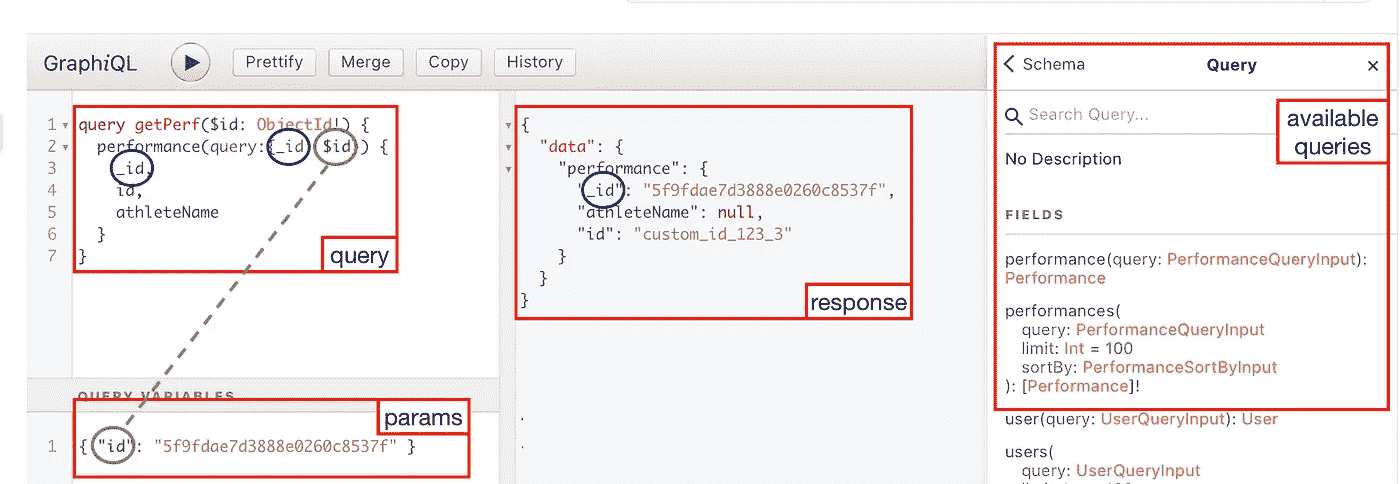 GraphiQL Prettify Merge Copy History
1 query getPerf($id: ObjectId!) {
2 performance(query:{_id: $id}) {
3 _id,
4 id,
5 athleteName
6 }
7 }
query
QUERY VARIABLES
params
1 { "id": "5f9fdae7d3888e0260c8537f" }
{
"data": {
"performance": {
"_id": "5f9fdae7d3888e0260c8537f",
"athleteName": null,
"id": "custom_id_123_3"
}
}
}
response
Schema Query ×
Search Query...
available
queries
No Description
FIELDS
performance(query: PerformanceQueryInput):
Performance
performances(
query: PerformanceQueryInput
limit: Int = 100
sortBy: PerformanceSortByInput
): [Performance]!
user(query: UserQueryInput): User
users(
query: UserQueryInput